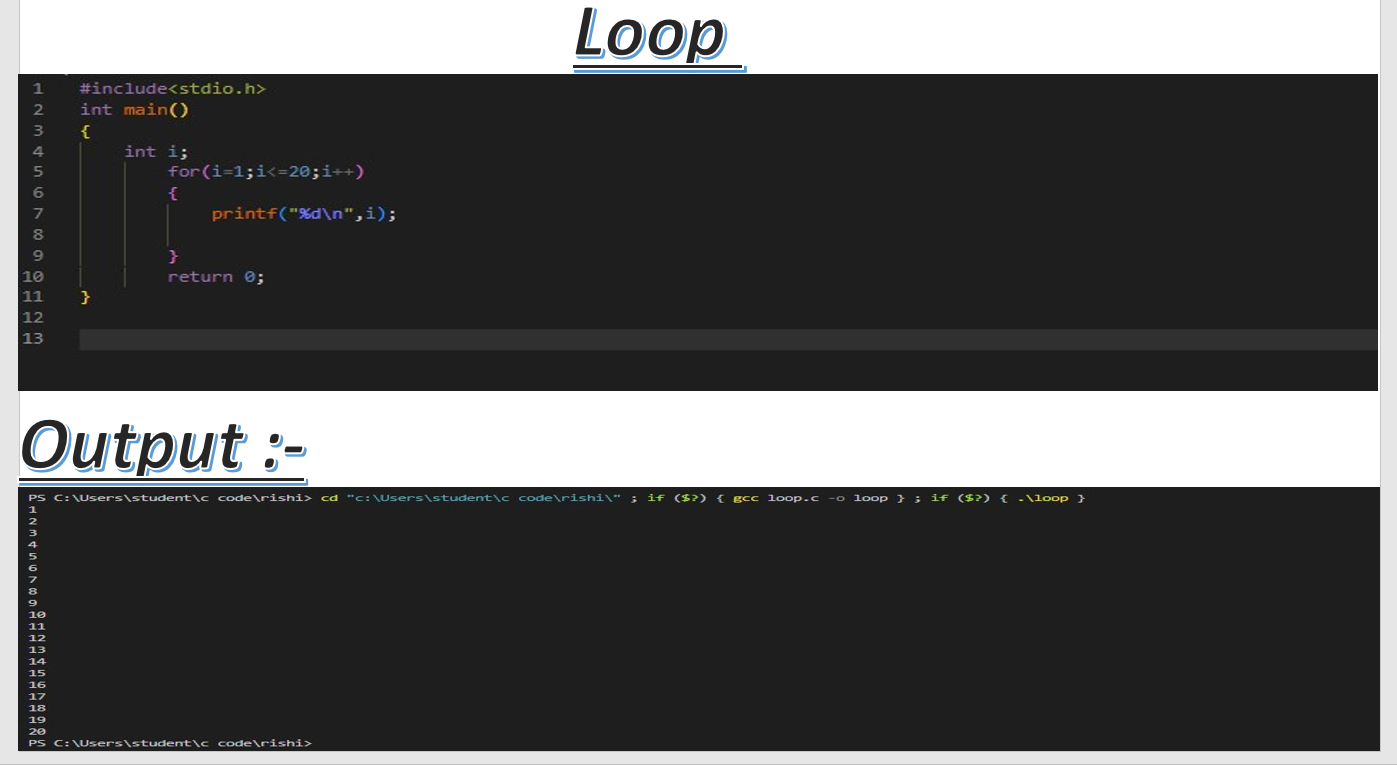 Loop
1 #include<stdio.h>
2 int main()
3 {
4 int i;
5 for(i=1;i<=20;i++)
6 {
7 printf("%d\n",i);
8
9 }
10 return 0;
11 }
12
13
Output :-
PS C:\Users\student\c code\rishi> cd "c:\Users\student\c code\rishi\" ; if ($?) { gcc loop.c -o loop } ; if ($?) { .\loop }
1
2
3
4
5
6
7
8
9
10
11
12
13
14
15
16
17
18
19
20
PS C:\Users\student\c code\rishi>